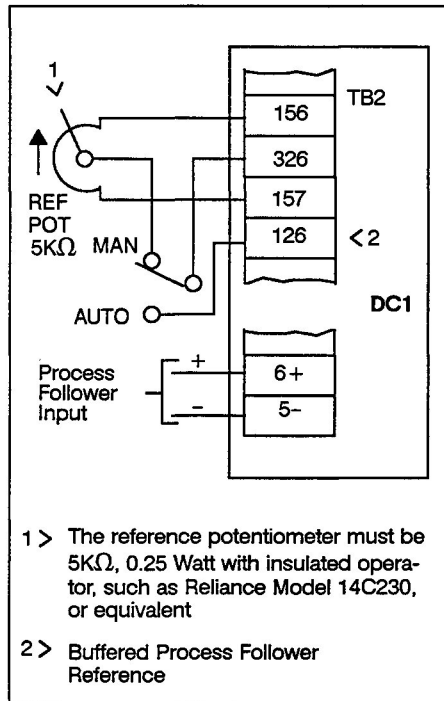 1 >
156
TB2
326
REF
POT
5KΩ
157
MAN
126
<2
AUTO
DC1
Process
Follower
Input
+
6+
-
5-
1 > The reference potentiometer must be
5KΩ, 0.25 Watt with insulated opera-
tor, such as Reliance Model 14C230,
or equivalent
2 > Buffered Process Follower
Reference